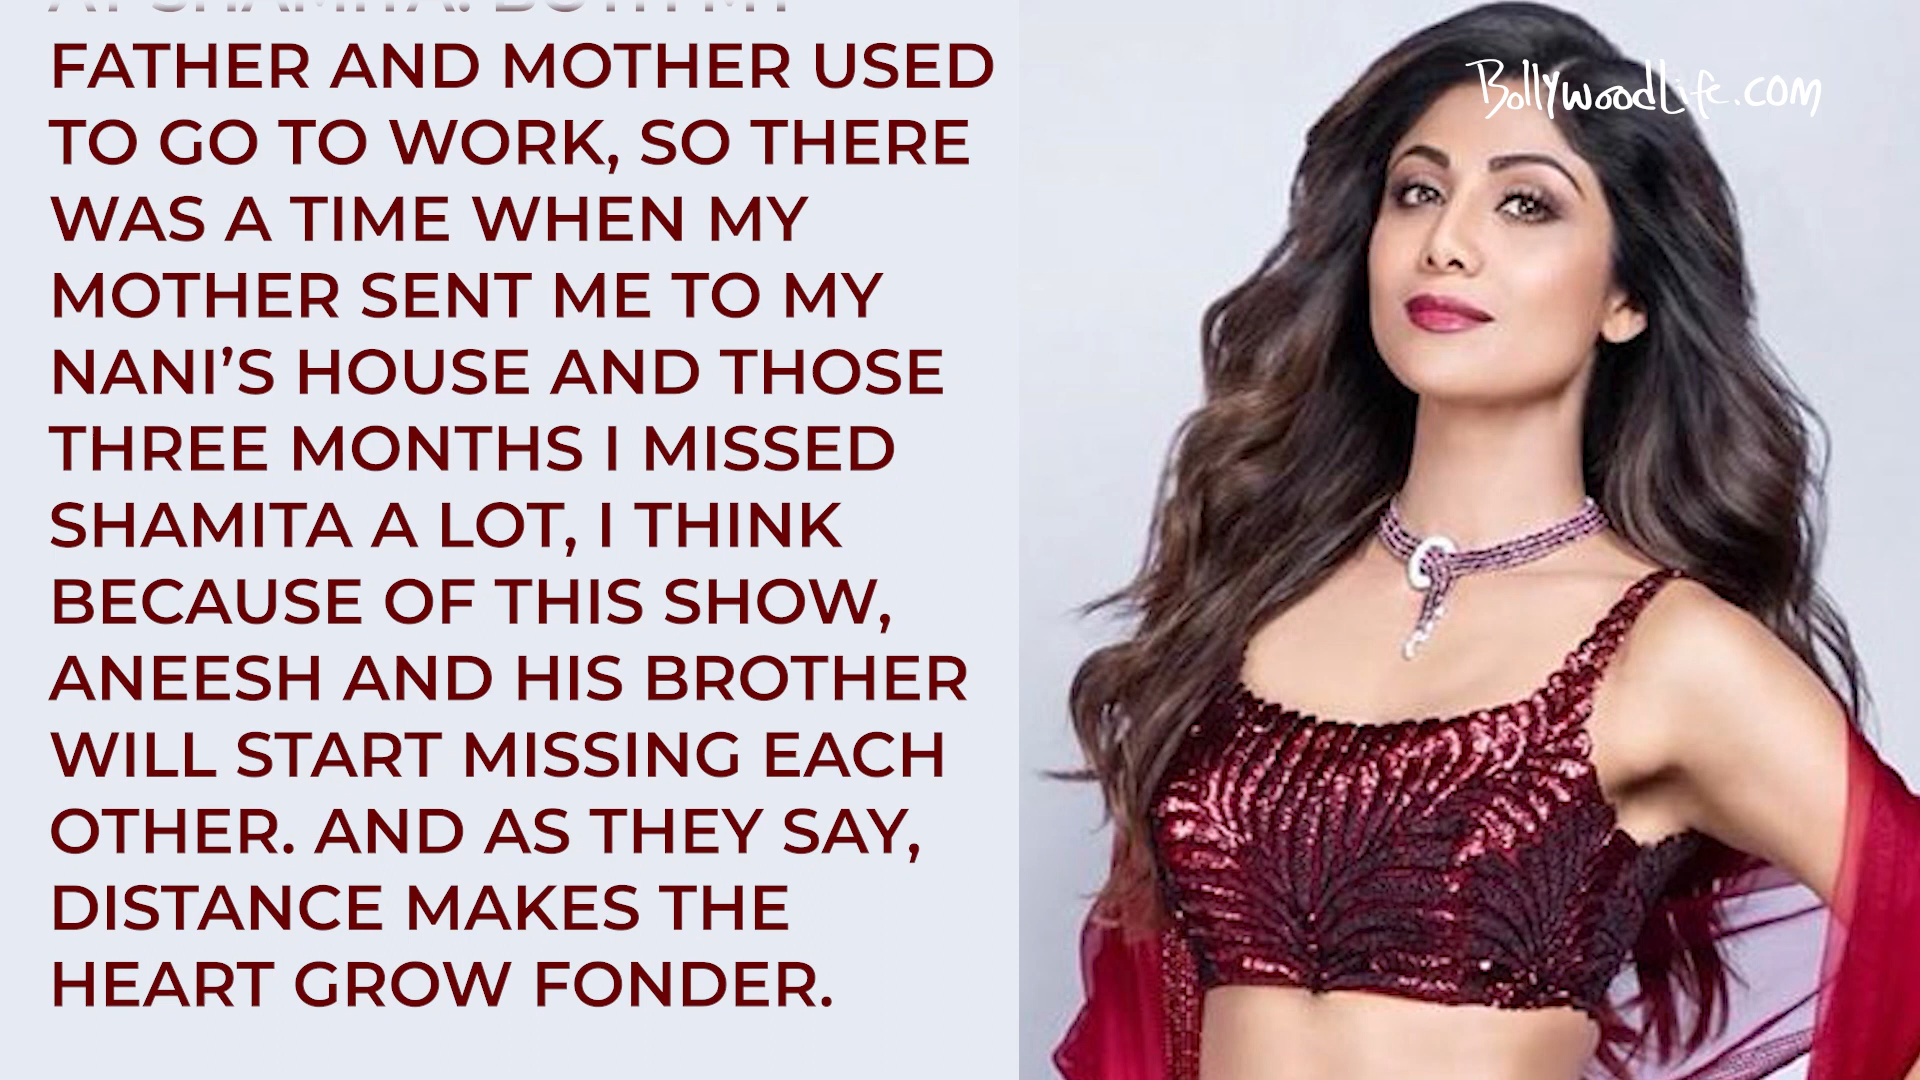 FATHER AND MOTHER USED
TO GO TO WORK, SO THERE
WAS A TIME WHEN MY
MOTHER SENT ME TO MY
NANI’S HOUSE AND THOSE
THREE MONTHS I MISSED
SHAMITA A LOT, I THINK
BECAUSE OF THIS SHOW,
ANEESH AND HIS BROTHER
WILL START MISSING EACH
OTHER. AND AS THEY SAY,
DISTANCE MAKES THE
HEART GROW FONDER.
BollywoodLife.com